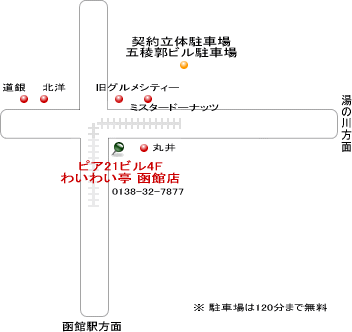 契約立体駐車場
五稜郭ビル駐車場
道銀　北洋　旧グルメシティー
ミスタードーナッツ
湯の川方面
丸井
ピア21ビル4F
わいわい亭 函館店
0138-32-7877
※ 駐車場は120分まで無料
函館駅方面